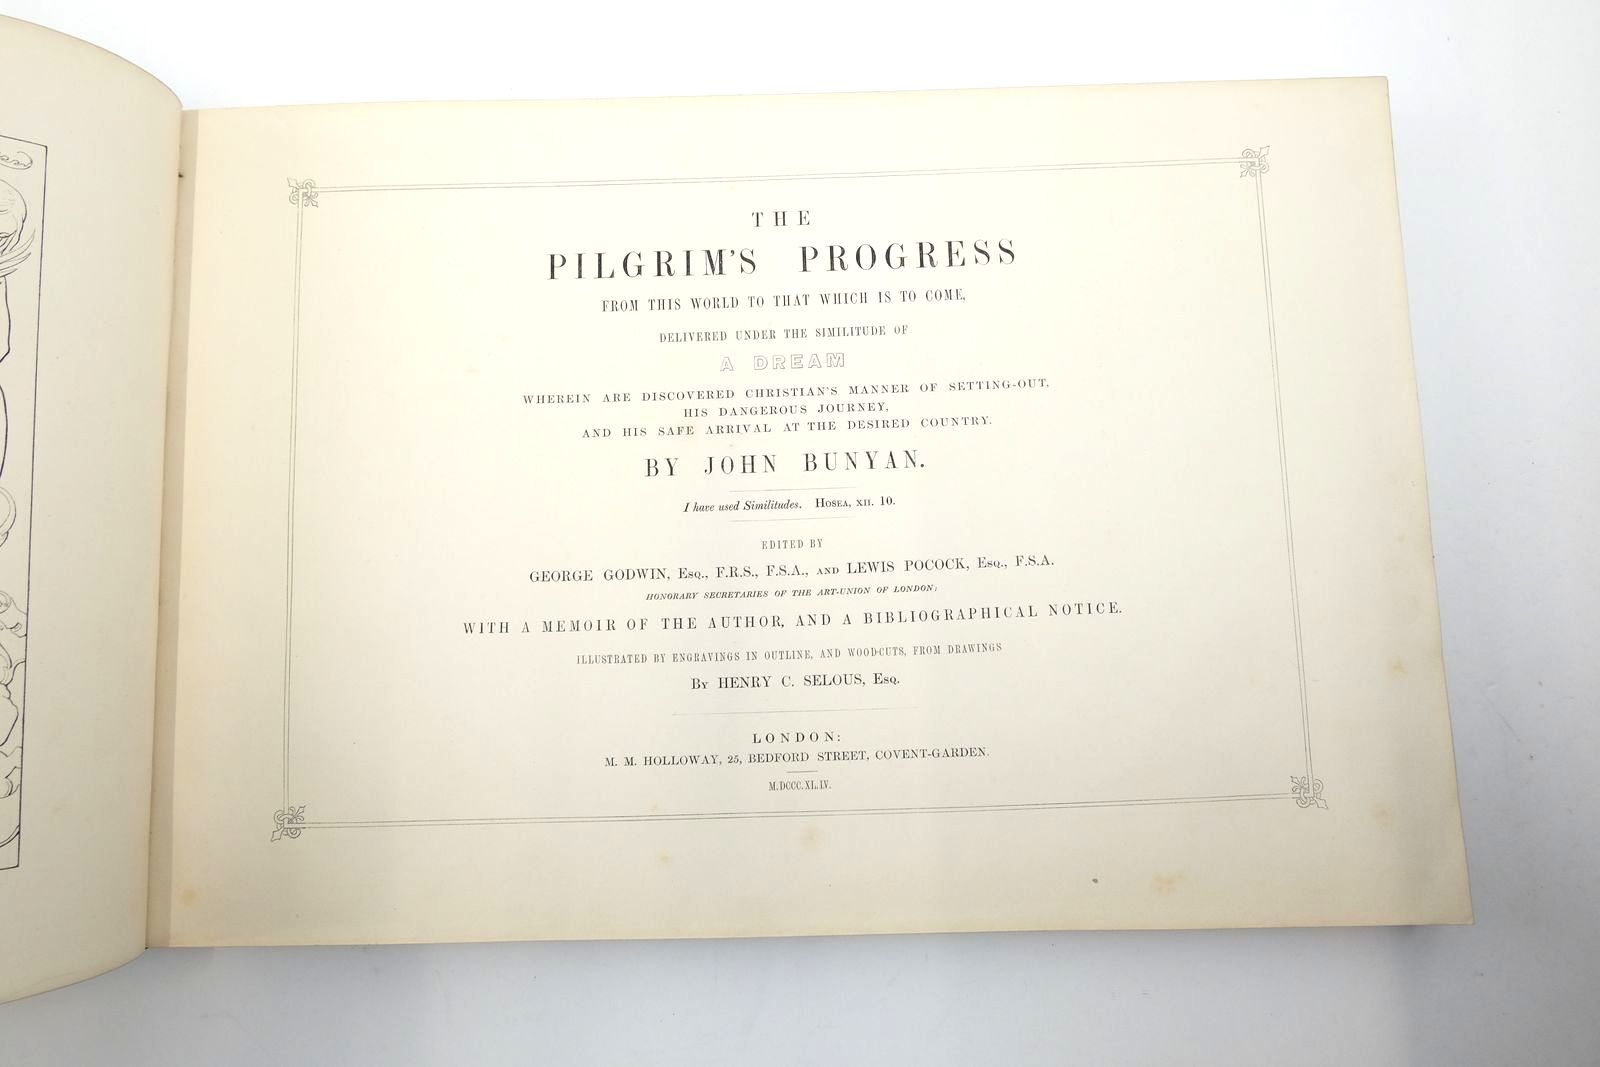 THE
PILGRIM'S PROGRESS
FROM THIS WORLD TO THAT WHICH IS TO COME,
DELIVERED UNDER THE SIMILITUDE OF
A DREAM
WHEREIN ARE DISCOVERED CHRISTIAN'S MANNER OF SETTING-OUT,
HIS DANGEROUS JOURNEY,
AND HIS SAFE ARRIVAL AT THE DESIRED COUNTRY.
BY JOHN BUNYAN.
I have used Similitudes. HOSEA, XII. 10.
EDITED BY
GEORGE GODWIN, Esq., F.R.S., F.S.A., AND LEWIS POCOCK, Esq., F.S.A.
HONORARY SECRETARIES OF THE ART-UNION OF LONDON;
WITH A MEMOIR OF THE AUTHOR, AND A BIBLIOGRAPHICAL NOTICE.
ILLUSTRATED BY ENGRAVINGS IN OUTLINE, AND WOOD-CUTS, FROM DRAWINGS
BY HENRY C. SELOUS, Esq.
LONDON:
M. M. HOLLOWAY, 25, BEDFORD STREET, COVENT-GARDEN.
M.DCCC.XL.IV.